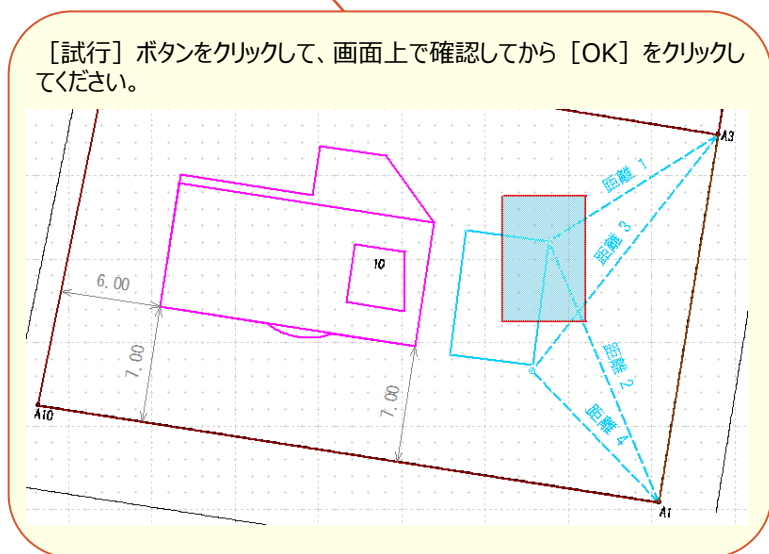 ［試行］ボタンをクリックして、画面上で確認してから［OK］をクリックし
てください。
A3
距離 1
距離 3
10
6.00
7.00
距離 2
7.00
距離 4
A10
A1